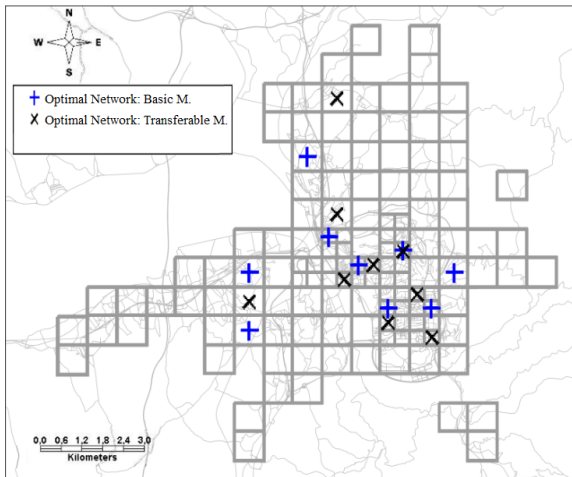 N
W E
S
Optimal Network: Basic M.
Optimal Network: Transferable M.
0,0 0,6 1,2 1,8 2,4 3,0
Kilometers